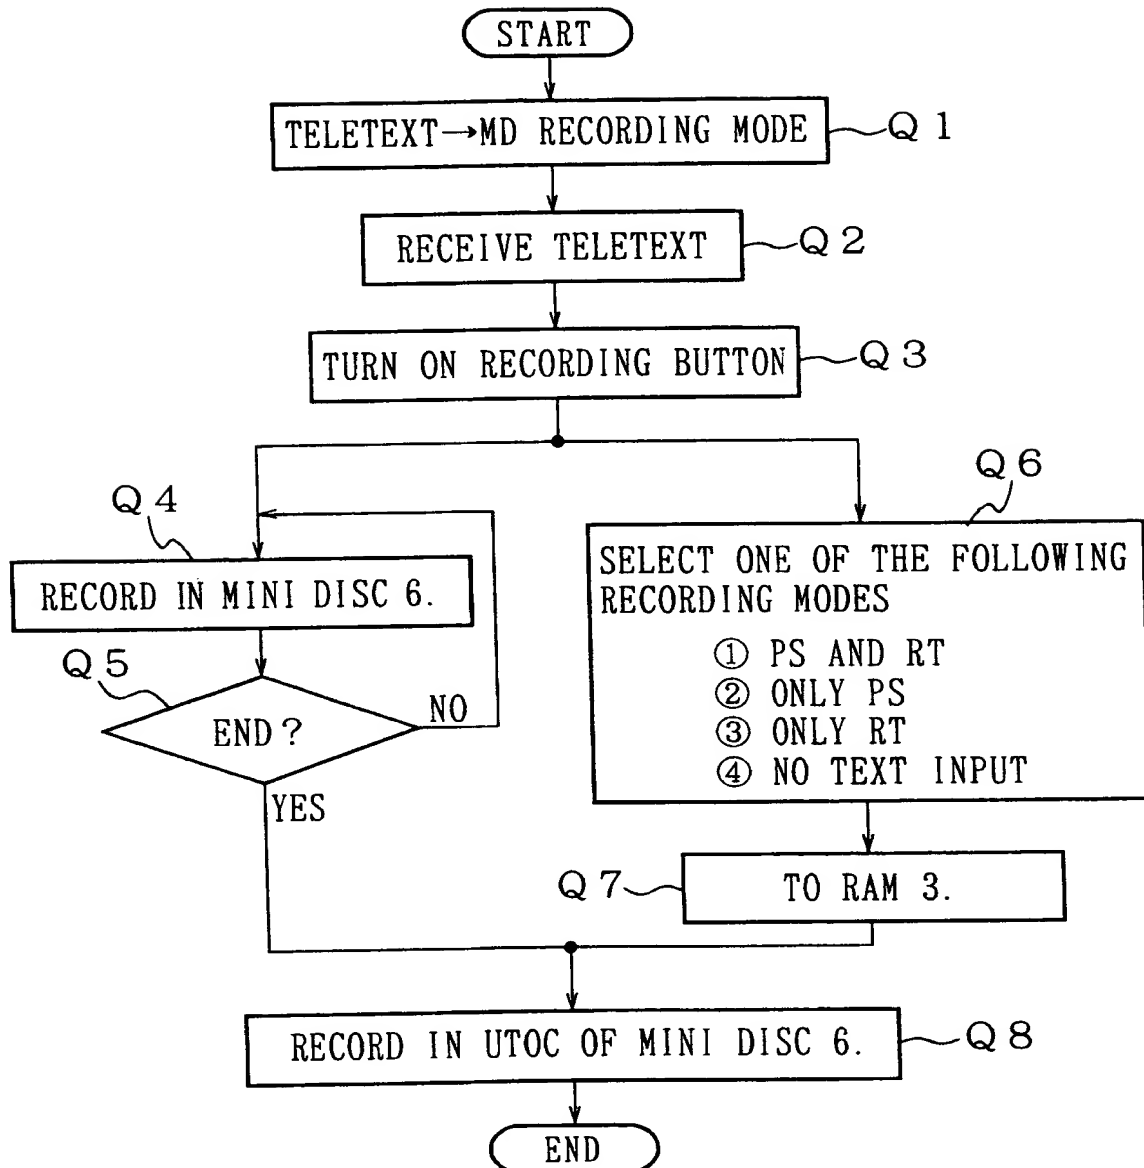 START
TELETEXT→MD RECORDING MODE
Q1
RECEIVE TELETEXT
Q2
TURN ON RECORDING BUTTON
Q3
Q4
RECORD IN MINI DISC 6.
Q5
END?
NO
YES
Q6
SELECT ONE OF THE FOLLOWING
RECORDING MODES
① PS AND RT
② ONLY PS
③ ONLY RT
④ NO TEXT INPUT
Q7
TO RAM 3.
RECORD IN UTOC OF MINI DISC 6.
Q8
END